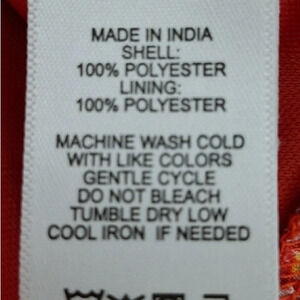 MADE IN INDIA
SHELL:
100% POLYESTER
LINING:
100% POLYESTER
MACHINE WASH COLD
WITH LIKE COLORS
GENTLE CYCLE
DO NOT BLEACH
TUMBLE DRY LOW
COOL IRON IF NEEDED